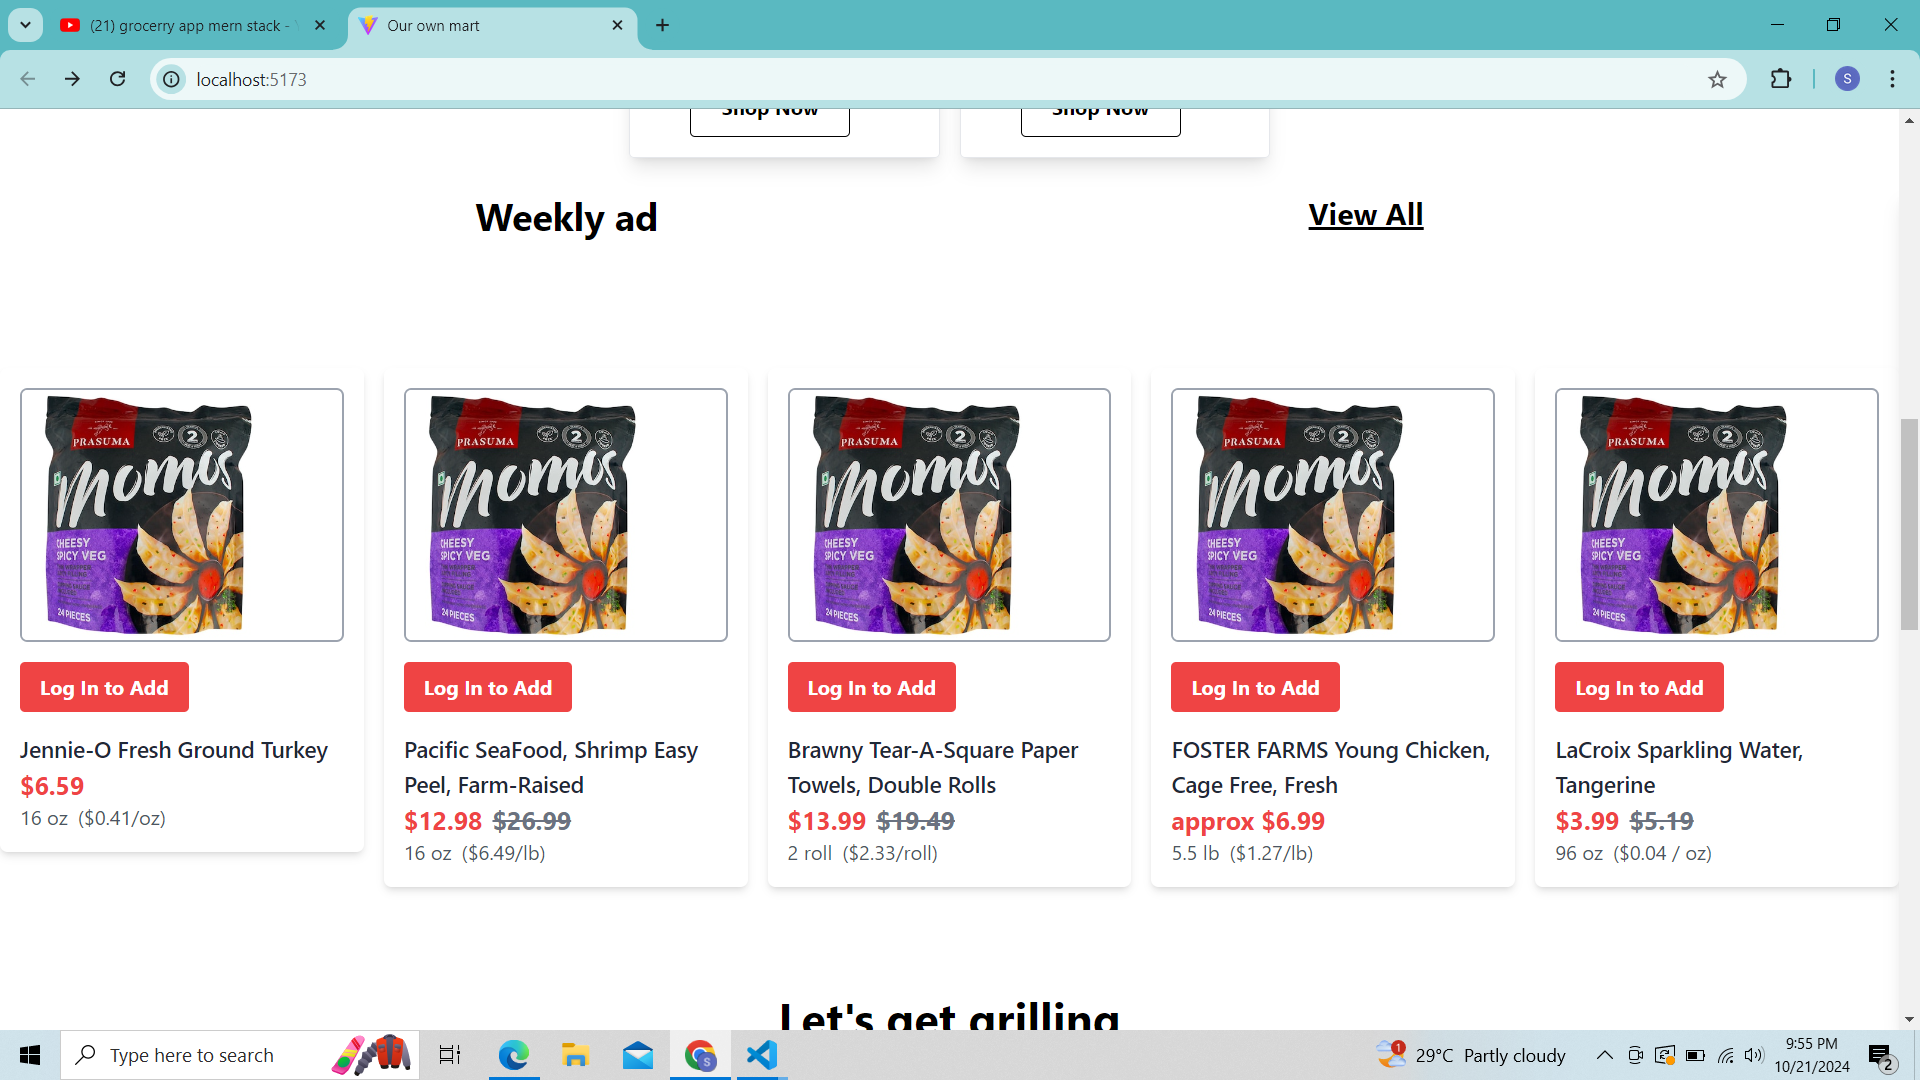 (21) grocerry app mern stack -
Our own mart
localhost:5173
S
Shop Now
Shop Now
Weekly ad
View All
PRASUMA
2
Momos
CHEESY
SPICY VEG
24 PIECES
PRASUMA
2
Momos
CHEESY
SPICY VEG
24 PIECES
PRASUMA
2
Momos
CHEESY
SPICY VEG
24 PIECES
PRASUMA
2
Momos
CHEESY
SPICY VEG
24 PIECES
PRASUMA
2
Momos
CHEESY
SPICY VEG
24 PIECES
Log In to Add
Log In to Add
Log In to Add
Log In to Add
Log In to Add
Jennie-O Fresh Ground Turkey
$6.59
16 oz ($0.41/oz)
Pacific SeaFood, Shrimp Easy
Peel, Farm-Raised
$12.98 $26.99
16 oz ($6.49/lb)
Brawny Tear-A-Square Paper
Towels, Double Rolls
$13.99 $19.49
2 roll ($2.33/roll)
FOSTER FARMS Young Chicken,
Cage Free, Fresh
approx $6.99
5.5 lb ($1.27/lb)
LaCroix Sparkling Water,
Tangerine
$3.99 $5.19
96 oz ($0.04 / oz)
Let's get grilling
Type here to search
S
1
29°C Partly cloudy
9:55 PM
10/21/2024
2